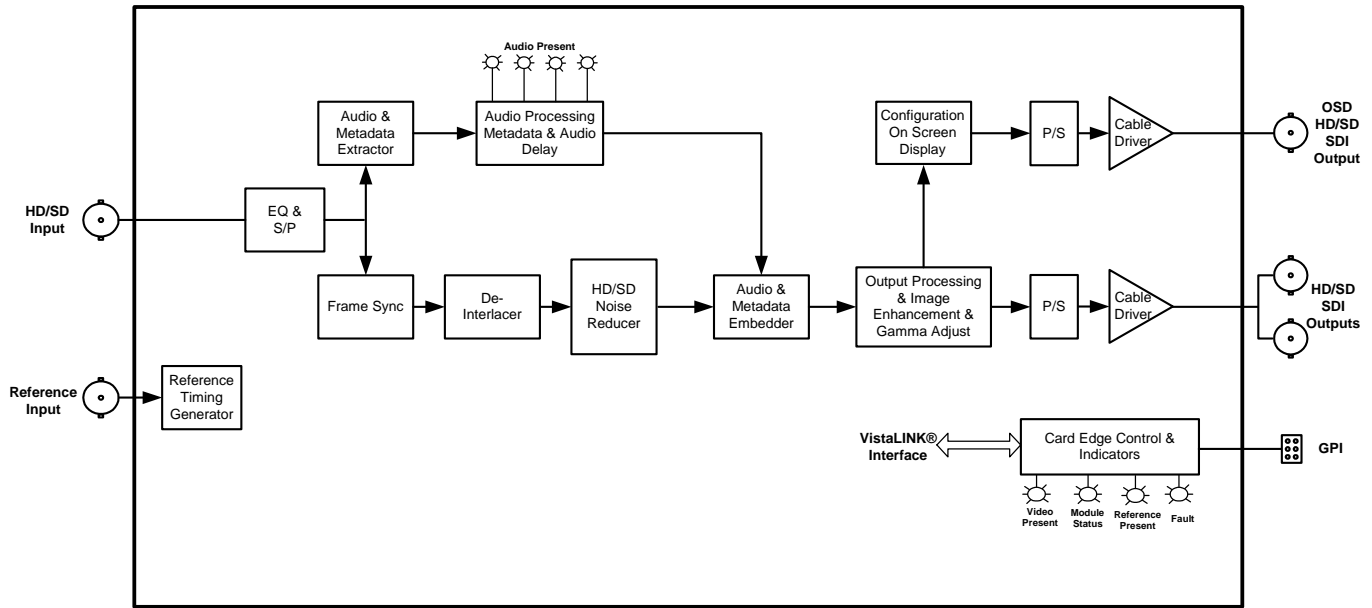 Audio Present
Audio &
Metadata
Extractor
Audio Processing
Metadata & Audio
Delay
Configuration
On Screen
Display
P/S
Cable
Driver
OSD
HD/SD
SDI
Output
HD/SD
Input
EQ &
S/P
Frame Sync
De-
Interlacer
HD/SD
Noise
Reducer
Audio &
Metadata
Embedder
Output Processing
& Image
Enhancement &
Gamma Adjust
P/S
Cable
Driver
HD/SD
SDI
Outputs
Reference
Input
Reference
Timing
Generator
VistaLINK®
Interface
Card Edge Control &
Indicators
GPI
Video
Present
Module
Status
Reference
Present
Fault